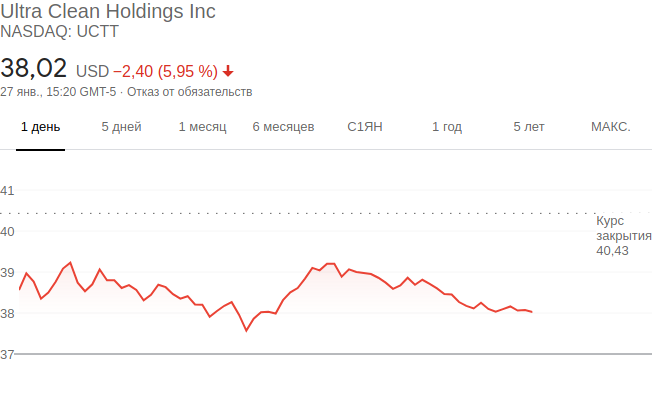 Ultra Clean Holdings Inc
NASDAQ: UCTT
38,02 USD −2,40 (5,95 %)
27 янв., 15:20 GMT-5 · Отказ от обязательств
1 день 5 дней 1 месяц 6 месяцев С1ЯН 1 год 5 лет МАКС.
41
40
39
38
37
Курс
закрытия
40,43